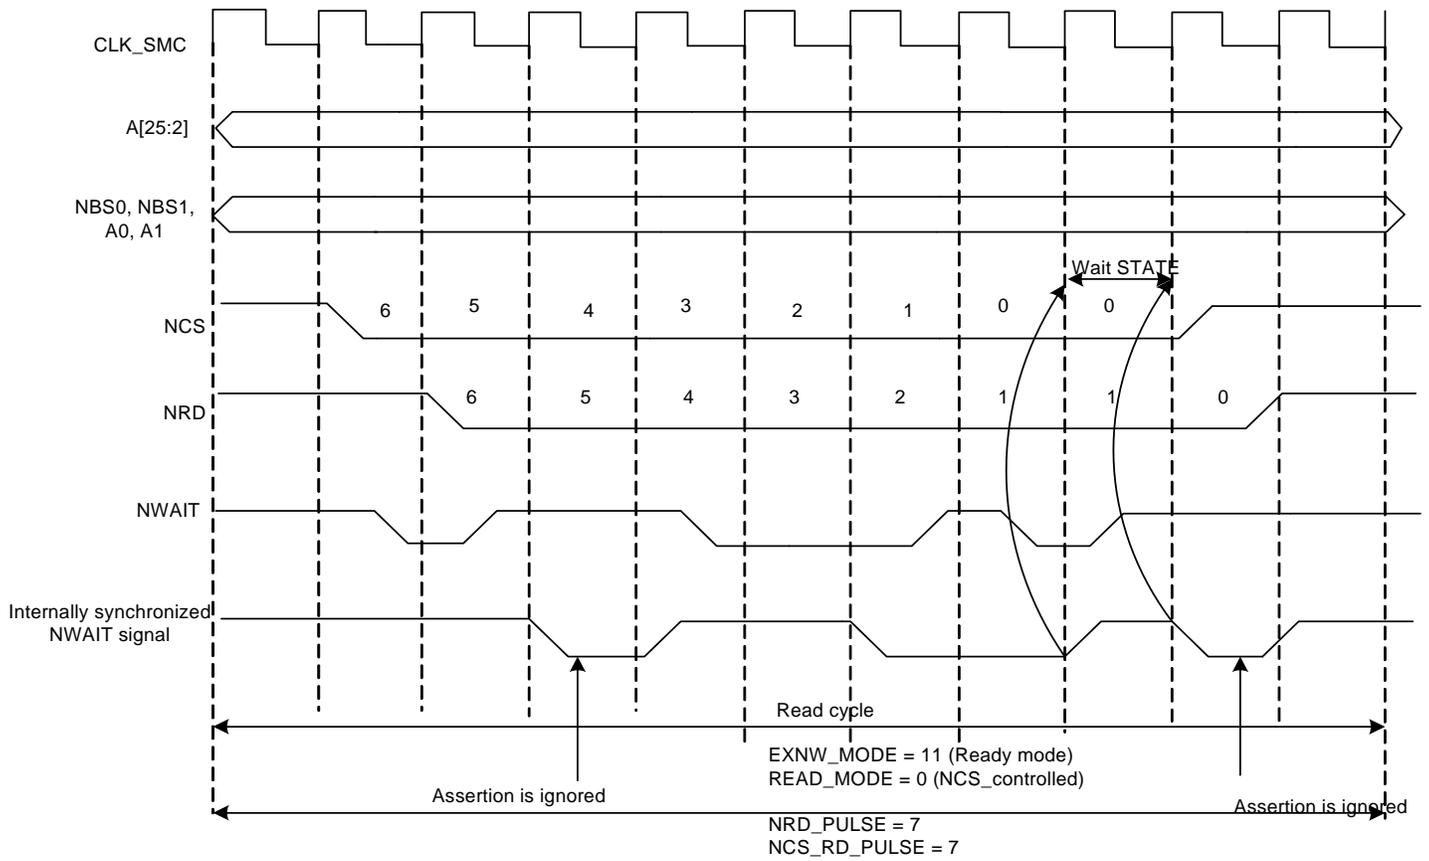 CLK_SMC
A[25:2]
NBS0, NBS1,
A0, A1
Wait STATE
NCS
6 5 4 3 2 1 0 0
NRD
6 5 4 3 2 1 1 0
NWAIT
Internally synchronized
NWAIT signal
Read cycle
EXNW_MODE = 11 (Ready mode)
READ_MODE = 0 (NCS_controlled)
Assertion is ignored
Assertion is ignored
NRD_PULSE = 7
NCS_RD_PULSE = 7